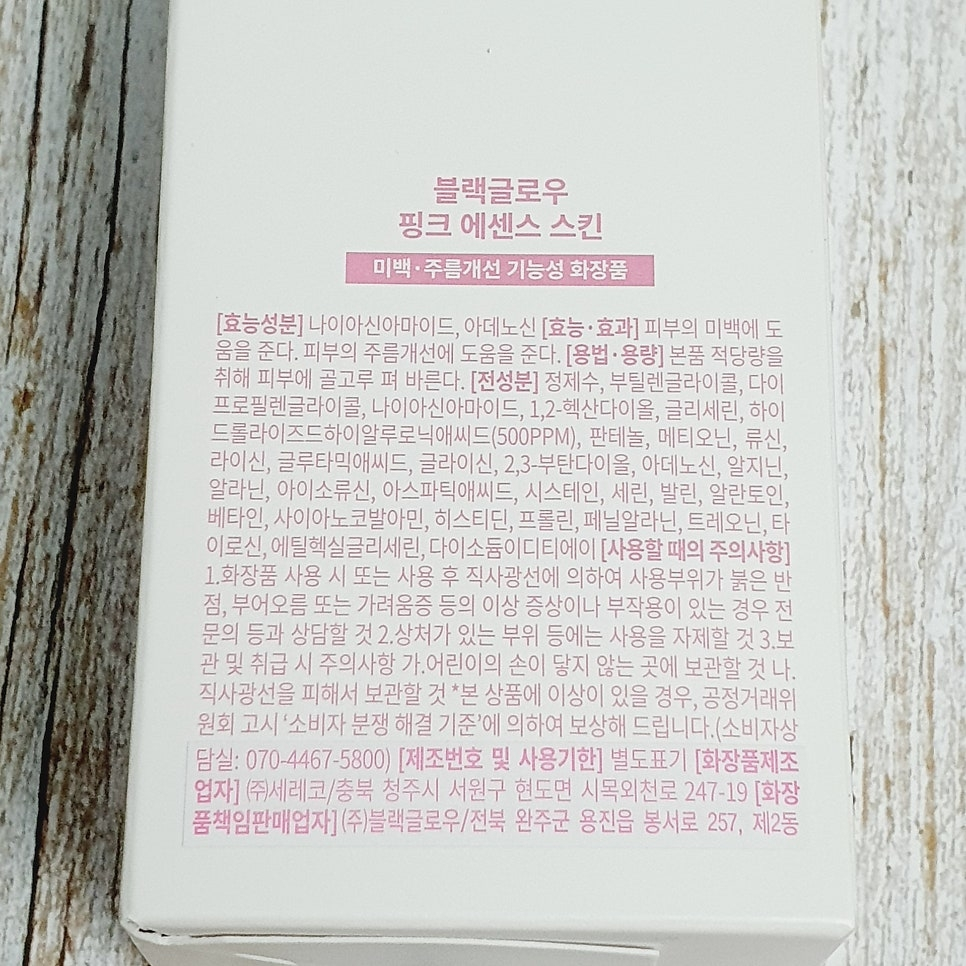 블랙글로우
핑크 에센스 스킨
미백·주름개선 기능성 화장품
[효능성분] 나이아신아마이드, 아데노신 [효능·효과] 피부의 미백에 도
움을 준다. 피부의 주름개선에 도움을 준다. [용법·용량] 본품 적당량을
취해 피부에 골고루 펴 바른다. [전성분] 정제수, 부틸렌글라이콜, 다이
프로필렌글라이콜, 나이아신아마이드, 1,2-헥산다이올, 글리세린, 하이
드롤라이즈드하이알루로닉애씨드(500PPM), 판테놀, 메티오닌, 류신,
라이신, 글루타믹애씨드, 글라이신, 2,3-부탄다이올, 아데노신, 알지닌,
알라닌, 아이소류신, 아스파틱애씨드, 시스테인, 세린, 발린, 알란토인,
베타인, 사이아노코발아민, 히스티딘, 프롤린, 페닐알라닌, 트레오닌, 타
이로신, 에틸헥실글리세린, 다이소듐이디티에이 [사용할 때의 주의사항]
1.화장품 사용 시 또는 사용 후 직사광선에 의하여 사용부위가 붉은 반
점, 부어오름 또는 가려움증 등의 이상 증상이나 부작용이 있는 경우 전
문의 등과 상담할 것 2.상처가 있는 부위 등에는 사용을 자제할 것 3.보
관 및 취급 시 주의사항 가.어린이의 손이 닿지 않는 곳에 보관할 것 나.
직사광선을 피해서 보관할 것 *본 상품에 이상이 있을 경우, 공정거래위
원회 고시 ‘소비자 분쟁 해결 기준’에 의하여 보상해 드립니다.(소비자상
담실: 070-4467-5800) [제조번호 및 사용기한] 별도표기 [화장품제조
업자] ㈜세레코/충북 청주시 서원구 현도면 시목외천로 247-19 [화장
품책임판매업자] (주)블랙글로우/전북 완주군 용진읍 봉서로 257, 제2동